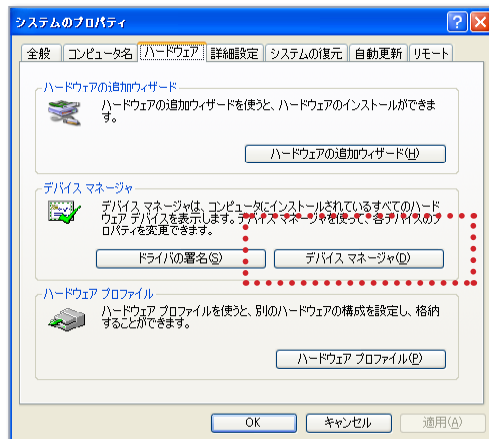 システムのプロパティ
全般 コンピュータ名 ハードウェア 詳細設定 システムの復元 自動更新 リモート
ハードウェアの追加ウィザード
ハードウェアの追加ウィザードを使うと、ハードウェアのインストールができま
す。
ハードウェアの追加ウィザード(H)
デバイス マネージャ
デバイス マネージャは、コンピュータにインストールされているすべてのハード
ウェア デバイスを表示します。デバイス マネージャを使って、各デバイスのプ
ロパティを変更できます。
ドライバの署名(S) デバイス マネージャ(D)
ハードウェア プロファイル
ハードウェア プロファイルを使うと、別のハードウェアの構成を設定し、格納
することができます。
ハードウェア プロファイル(P)
OK キャンセル 適用(A)